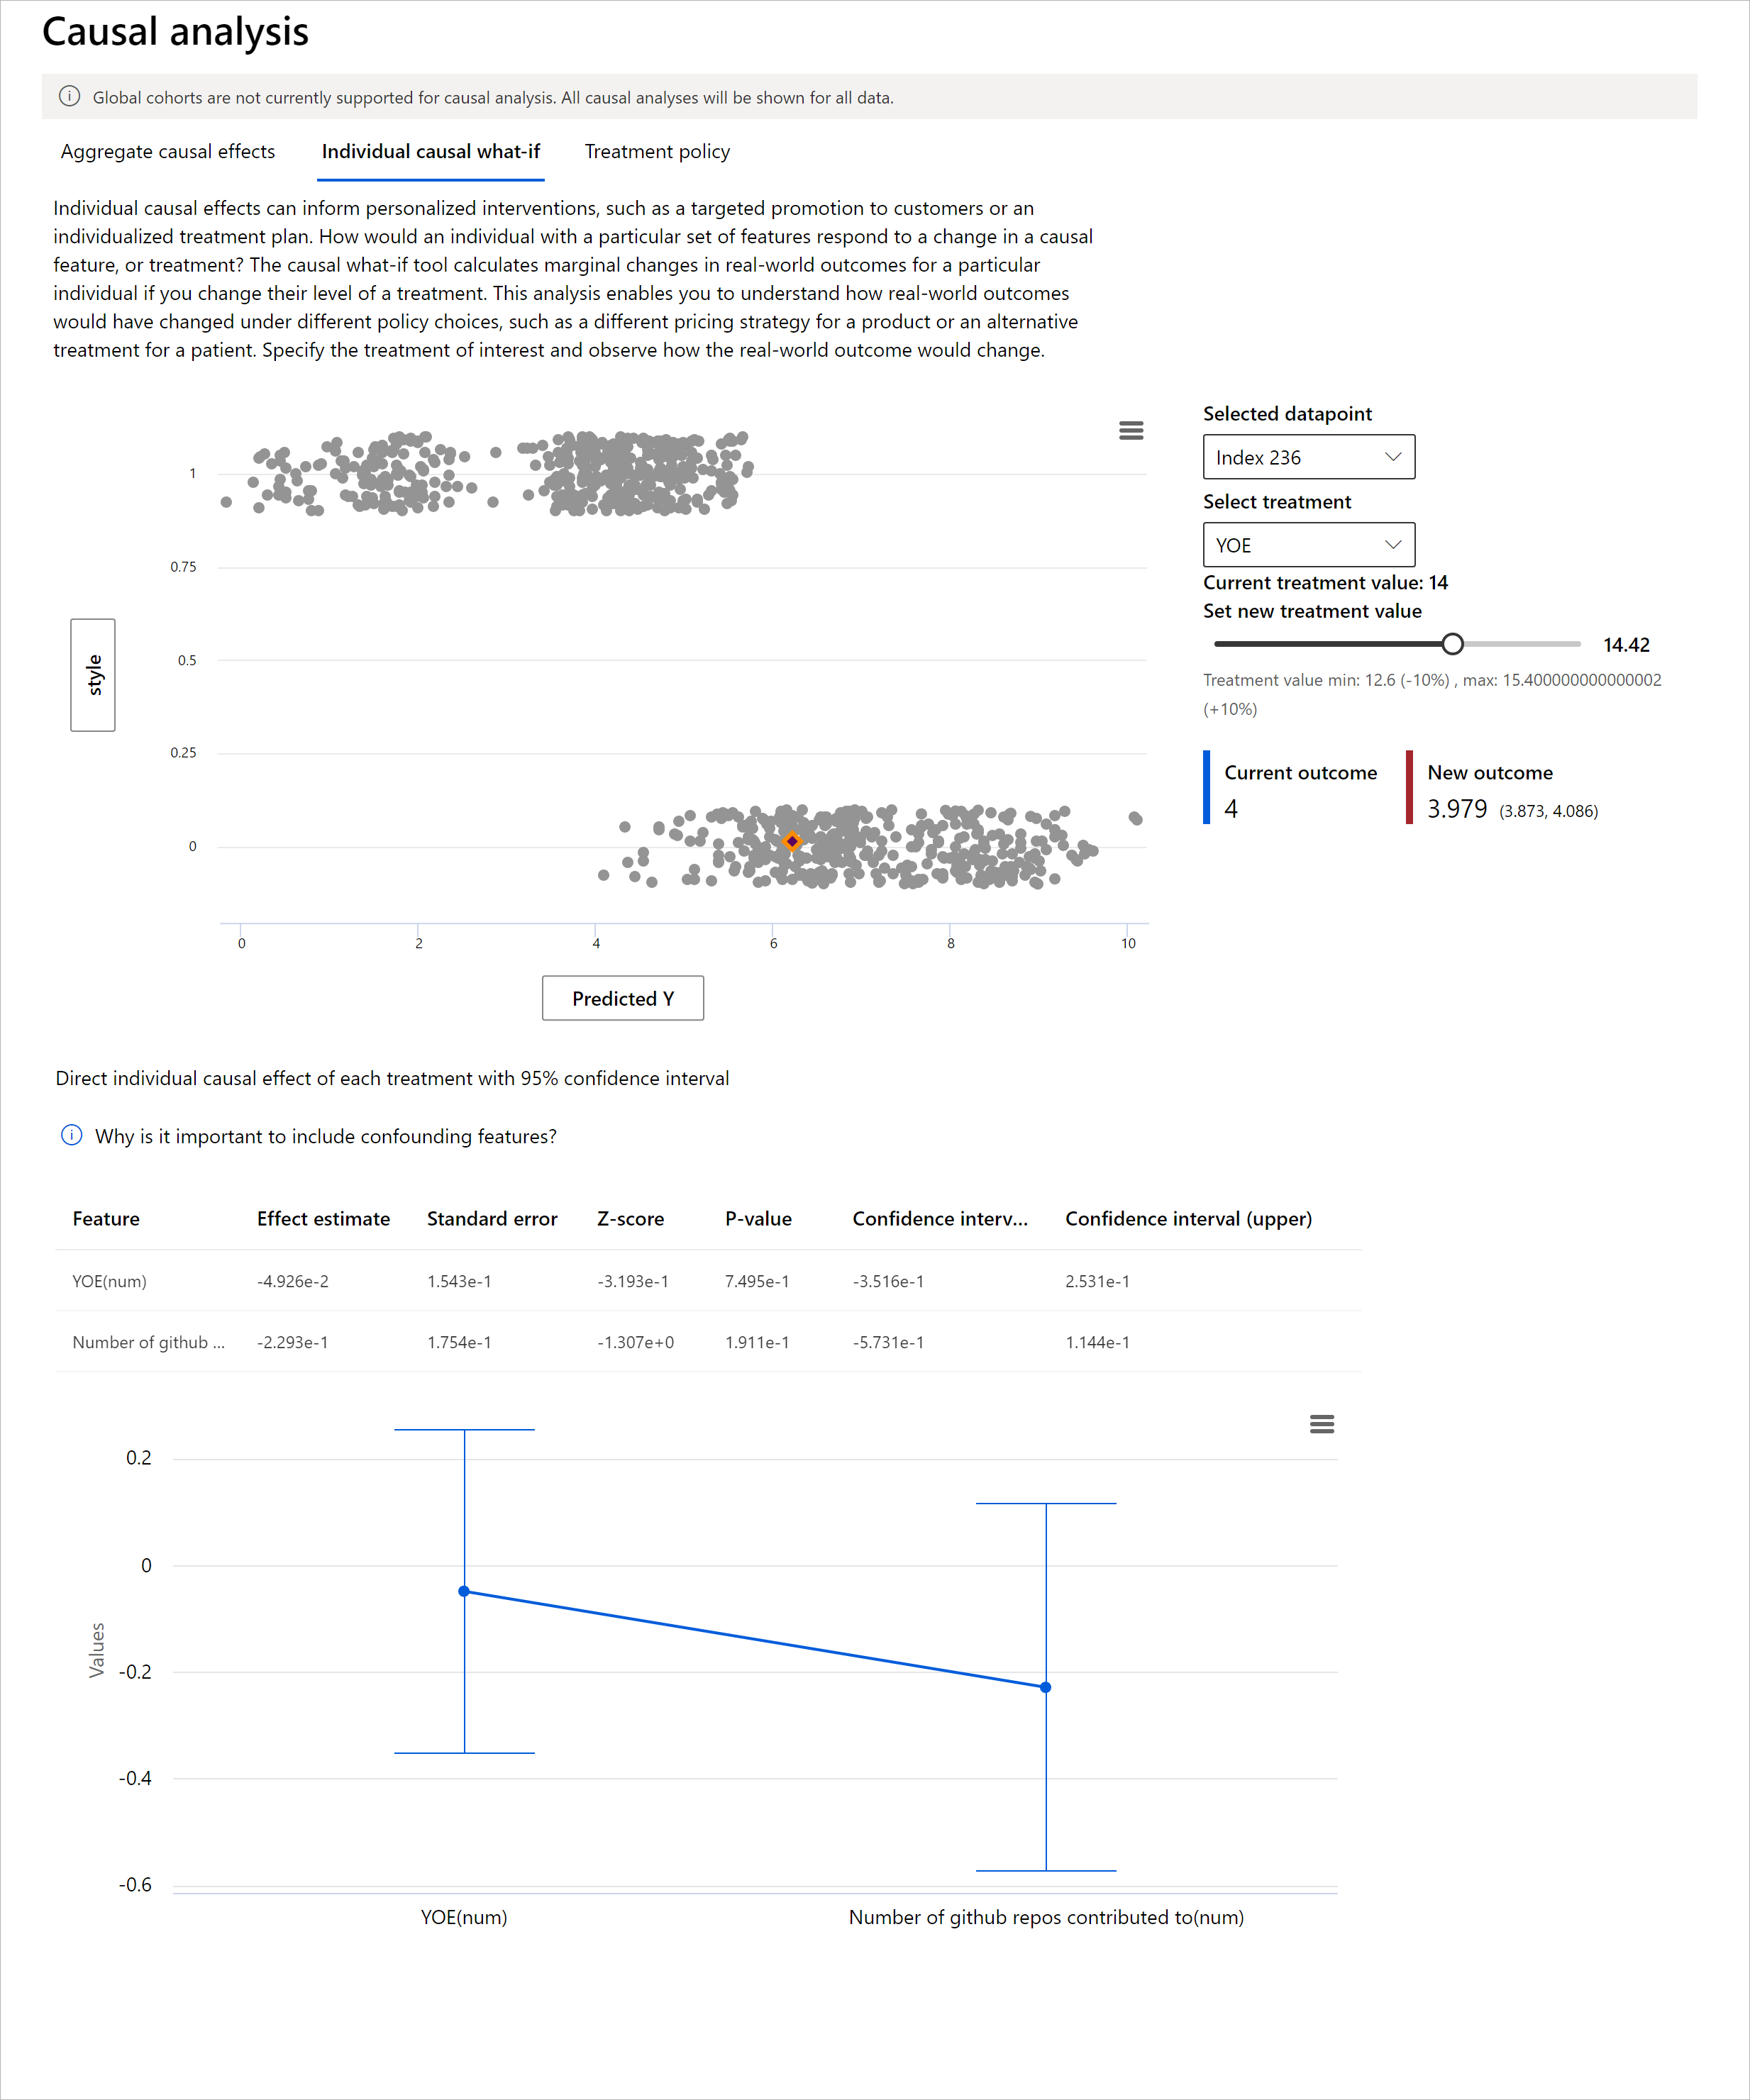 Causal analysis
Global cohorts are not currently supported for causal analysis. All causal analyses will be shown for all data.
Aggregate causal effects Individual causal what-if Treatment policy
Individual causal effects can inform personalized interventions, such as a targeted promotion to customers or an
individualized treatment plan. How would an individual with a particular set of features respond to a change in a causal
feature, or treatment? The causal what-if tool calculates marginal changes in real-world outcomes for a particular
individual if you change their level of a treatment. This analysis enables you to understand how real-world outcomes
would have changed under different policy choices, such as a different pricing strategy for a product or an alternative
treatment for a patient. Specify the treatment of interest and observe how the real-world outcome would change.
1
0.75
0.5
0.25
0
style
0 2 4 6 8 10
Predicted Y
Selected datapoint
Index 236
Select treatment
YOE
Current treatment value: 14
Set new treatment value
14.42
Treatment value min: 12.6 (-10%) , max: 15.400000000000002
(+10%)
Current outcome New outcome
4 3.979 (3.873, 4.086)
Direct individual causal effect of each treatment with 95% confidence interval
Why is it important to include confounding features?
Feature Effect estimate Standard error Z-score P-value Confidence interv... Confidence interval (upper)
YOE(num) -4.926e-2 1.543e-1 -3.193e-1 7.495e-1 -3.516e-1 2.531e-1
Number of github ... -2.293e-1 1.754e-1 -1.307e+0 1.911e-1 -5.731e-1 1.144e-1
0.2
0
-0.2
-0.4
-0.6
Values
YOE(num) Number of github repos contributed to(num)